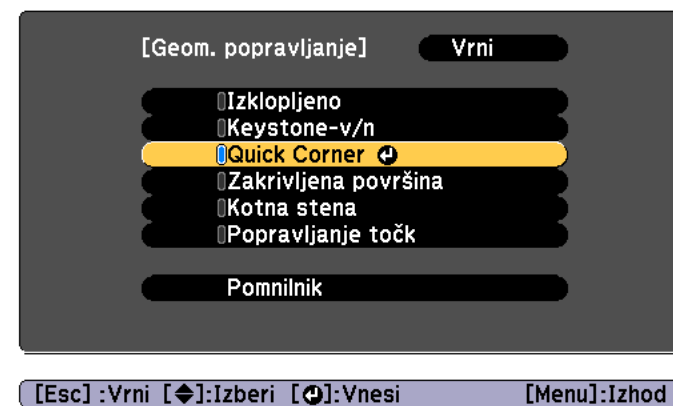 [Geom. popravljanje] Vrni
Izklopljeno
Keystone-v/n
Quick Corner
Zakrivljena površina
Kotna stena
Popravljanje točk
Pomnilnik
[Esc] :Vrni [◆]:Izberi [↵]:Vnesi [Menu]:Izhod